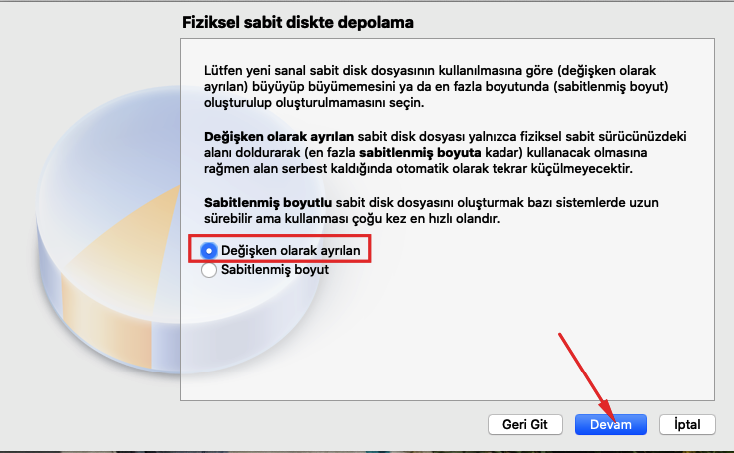 Fiziksel sabit diskte depolama
Lütfen yeni sanal sabit disk dosyasının kullanılmasına göre (değişken olarak
ayrılan) büyüyüp büyümemesini ya da en fazla boyutunda (sabitlenmiş boyut)
oluşturulup oluşturulmamasını seçin.
Değişken olarak ayrılan sabit disk dosyası yalnızca fiziksel sabit sürücünüzdeki
alanı doldurarak (en fazla sabitlenmiş boyuta kadar) kullanacak olmasına
rağmen alan serbest kaldığında otomatik olarak tekrar küçülmeyecektir.
Sabitlenmiş boyutlu sabit disk dosyasını oluşturmak bazı sistemlerde uzun
sürebilir ama kullanması çoğu kez en hızlı olandır.
Değişken olarak ayrılan
Sabitlenmiş boyut
Geri Git Devam İptal